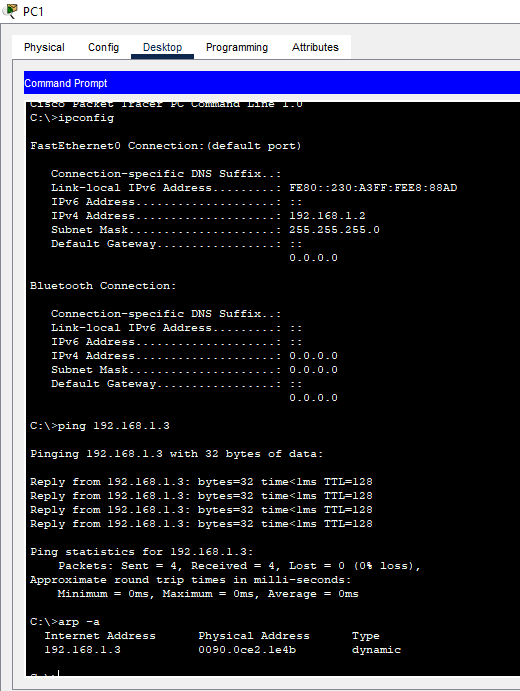 PC1
Physical Config Desktop Programming Attributes
Command Prompt
Cisco Packet Tracer PC Command Line 1.0
C:\>ipconfig
FastEthernet0 Connection:(default port)
Connection-specific DNS Suffix..:
Link-local IPv6 Address.........: FE80::230:A3FF:FEE8:88AD
IPv6 Address....................: ::
IPv4 Address....................: 192.168.1.2
Subnet Mask.....................: 255.255.255.0
Default Gateway.................: ::
0.0.0.0
Bluetooth Connection:
Connection-specific DNS Suffix..:
Link-local IPv6 Address.........: ::
IPv6 Address....................: ::
IPv4 Address....................: 0.0.0.0
Subnet Mask.....................: 0.0.0.0
Default Gateway.................: ::
0.0.0.0
C:\>ping 192.168.1.3
Pinging 192.168.1.3 with 32 bytes of data:
Reply from 192.168.1.3: bytes=32 time<1ms TTL=128
Reply from 192.168.1.3: bytes=32 time<1ms TTL=128
Reply from 192.168.1.3: bytes=32 time<1ms TTL=128
Reply from 192.168.1.3: bytes=32 time<1ms TTL=128
Ping statistics for 192.168.1.3:
Packets: Sent = 4, Received = 4, Lost = 0 (0% loss),
Approximate round trip times in milli-seconds:
Minimum = 0ms, Maximum = 0ms, Average = 0ms
C:\>arp -a
Internet Address Physical Address Type
192.168.1.3 0090.0ce2.1e4b dynamic
C:\>